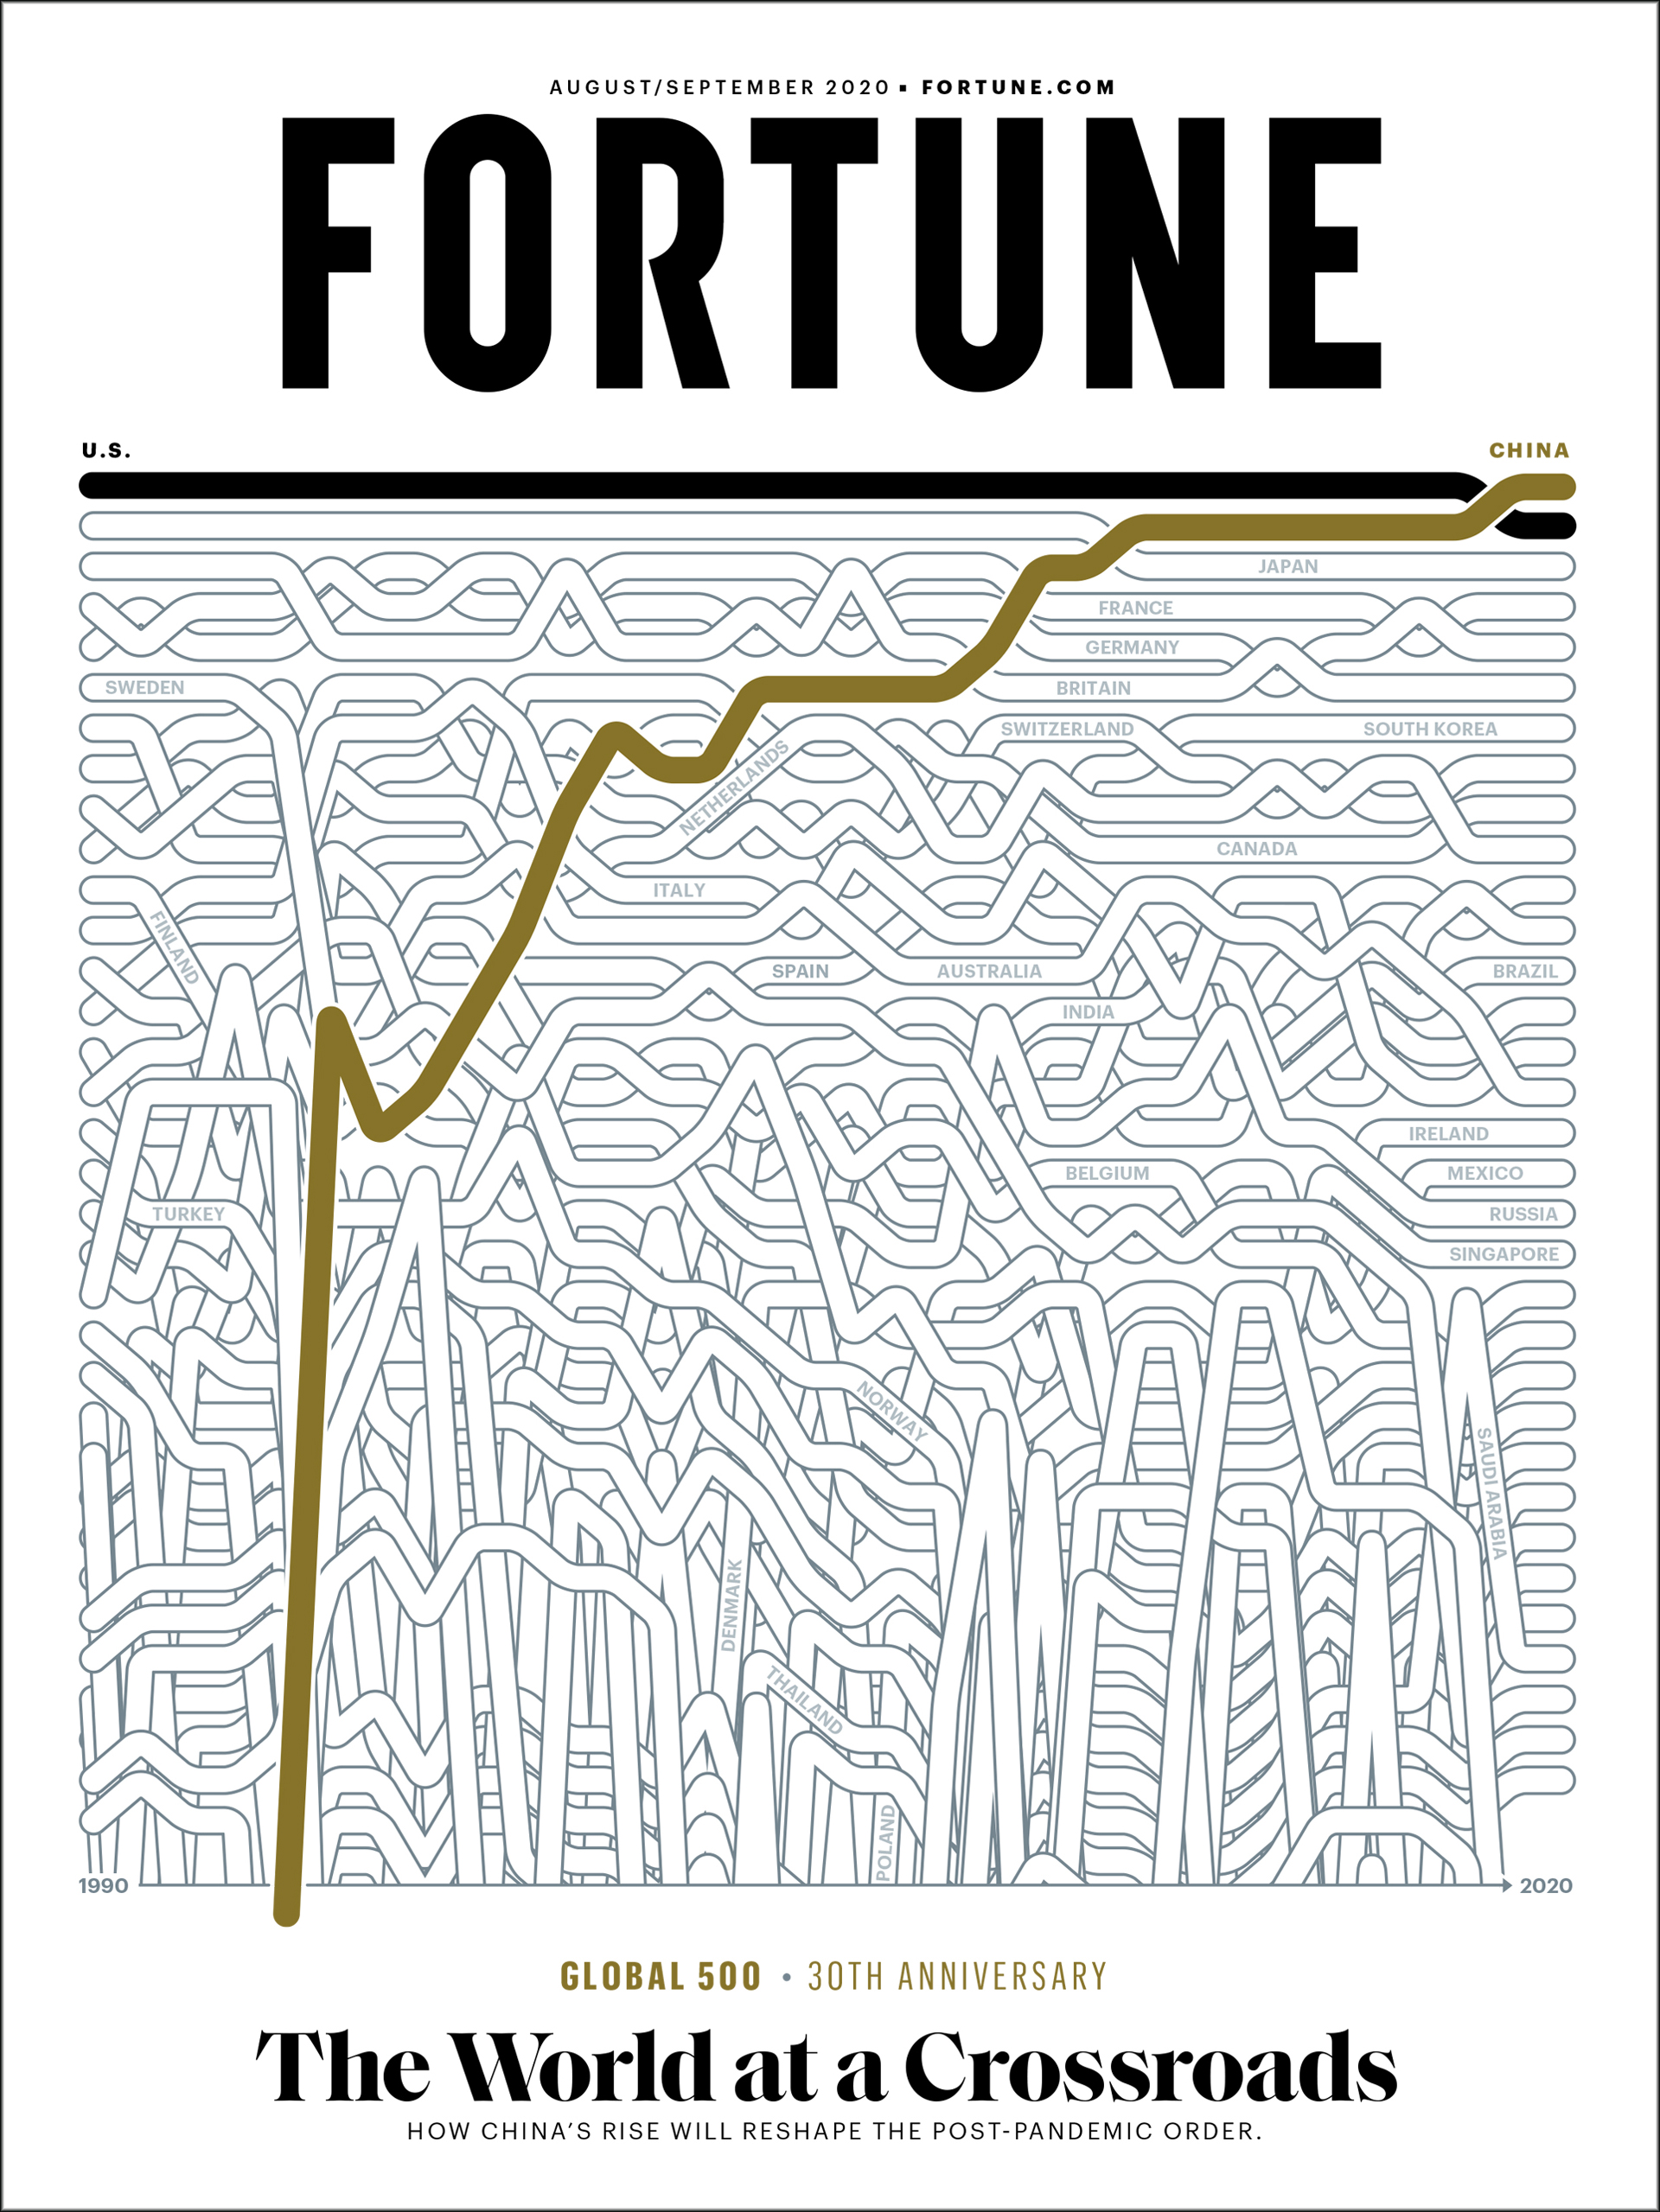 AUGUST/SEPTEMBER 2020 ▪ FORTUNE.COM
FORTUNE
U.S.
CHINA
JAPAN
FRANCE
GERMANY
BRITAIN
SWEDEN
SWITZERLAND
SOUTH KOREA
NETHERLANDS
CANADA
ITALY
FINLAND
SPAIN
AUSTRALIA
BRAZIL
INDIA
IRELAND
BELGIUM
MEXICO
TURKEY
RUSSIA
SINGAPORE
NORWAY
SAUDI ARABIA
DENMARK
THAILAND
POLAND
1990
2020
GLOBAL 500 • 30TH ANNIVERSARY
The World at a Crossroads
HOW CHINA’S RISE WILL RESHAPE THE POST-PANDEMIC ORDER.